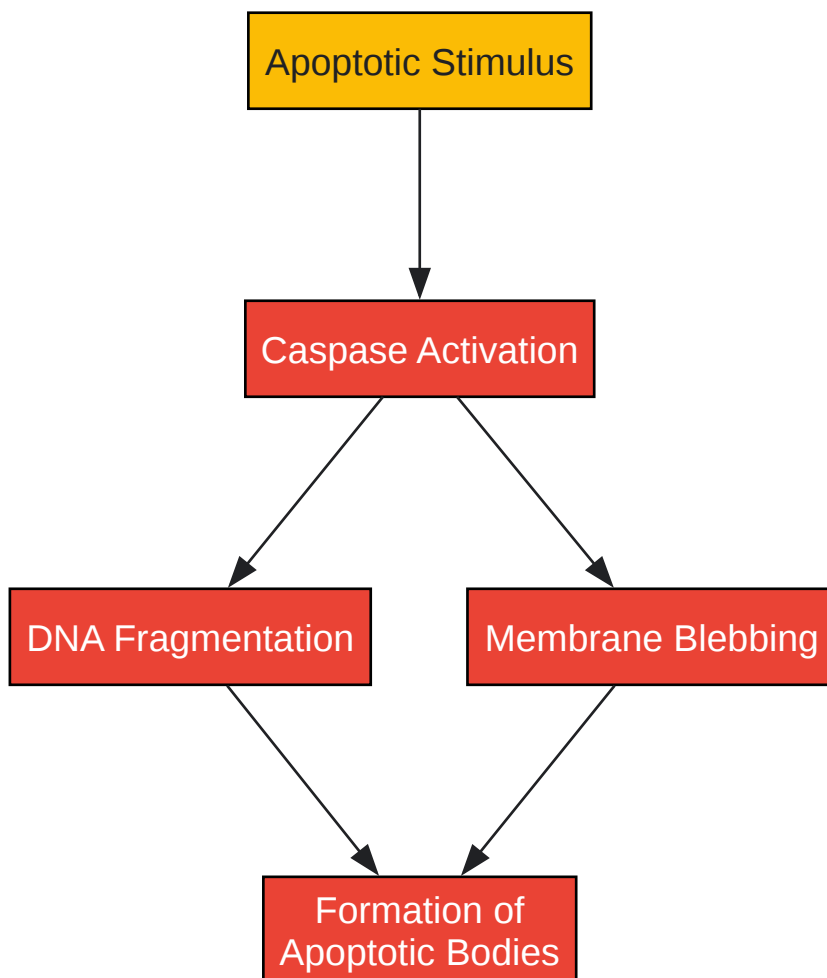 Apoptotic Stimulus
Caspase Activation
DNA Fragmentation
Membrane Blebbing
Formation of
Apoptotic Bodies